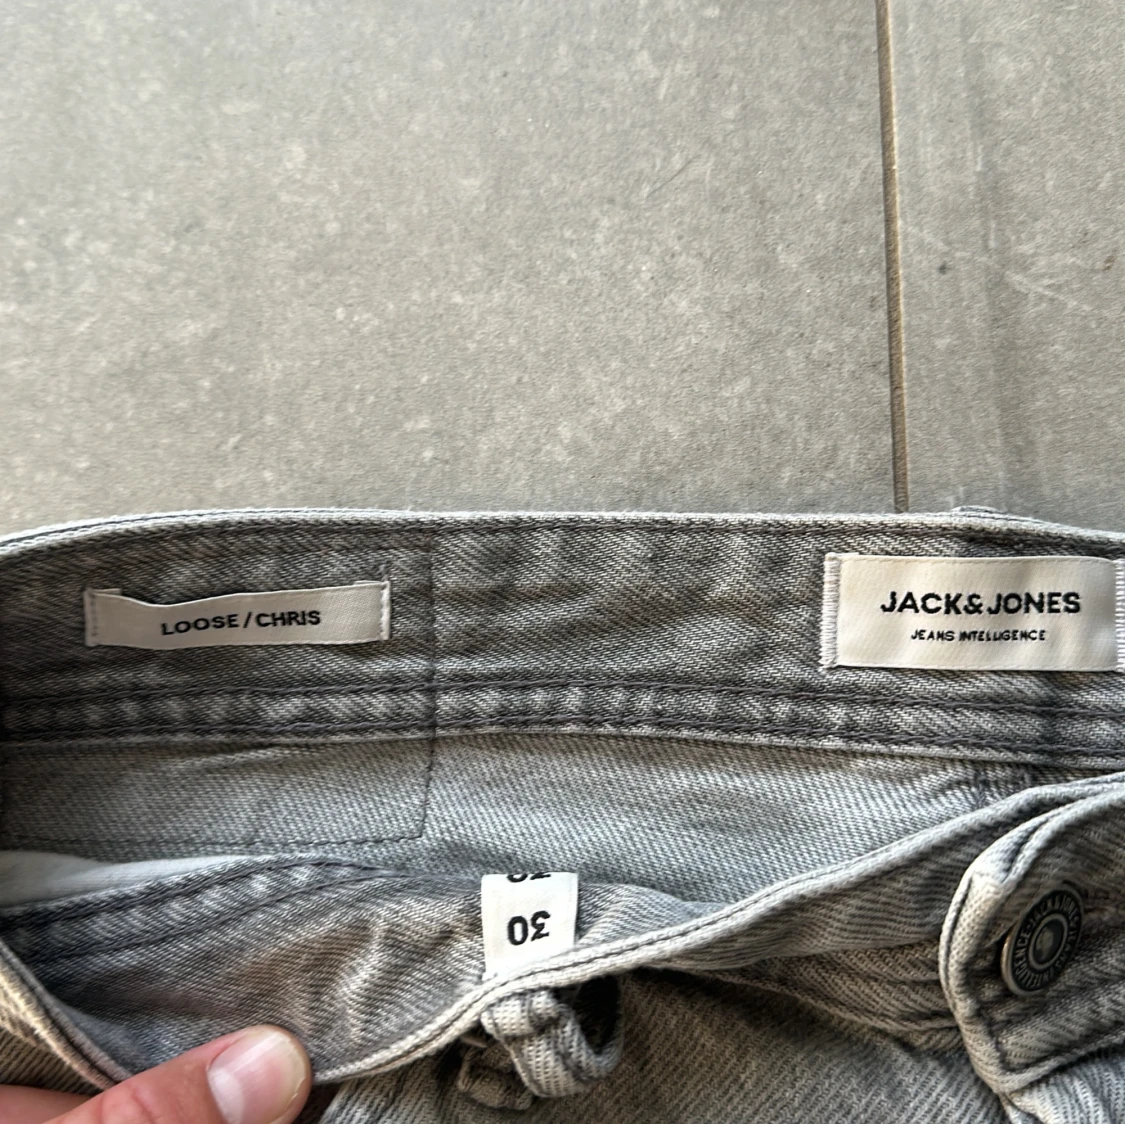 LOOSE / CHRIS
JACK&JONES
JEANS INTELLIGENCE
30